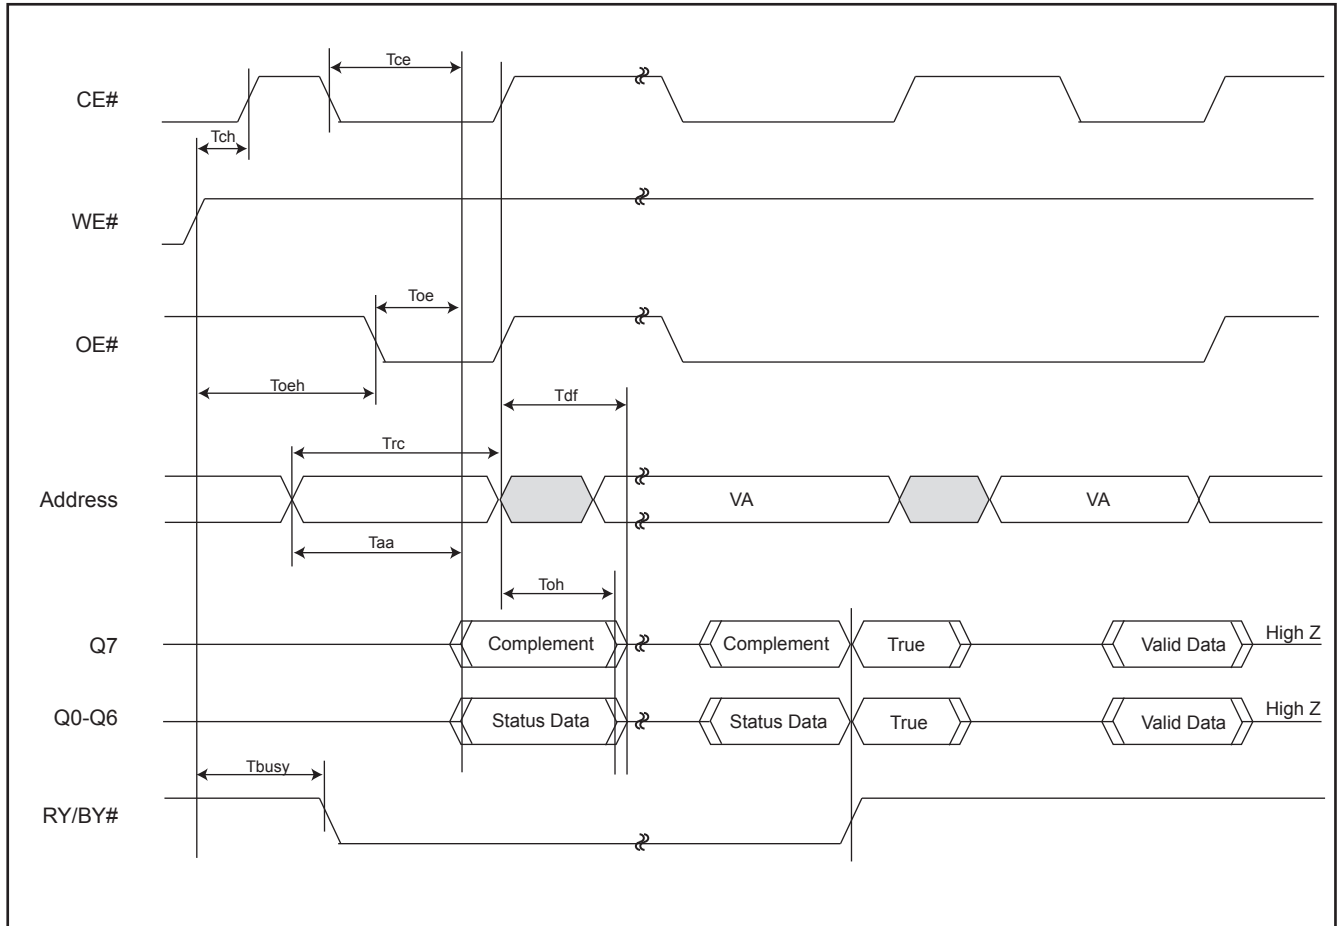 Tce
CE#
Tch
WE#
Toe
OE#
Toeh
Tdf
Trc
Address
VA
VA
Taa
Toh
Q7
Complement
Complement
True
Valid Data
High Z
Q0-Q6
Status Data
Status Data
True
Valid Data
High Z
Tbusy
RY/BY#